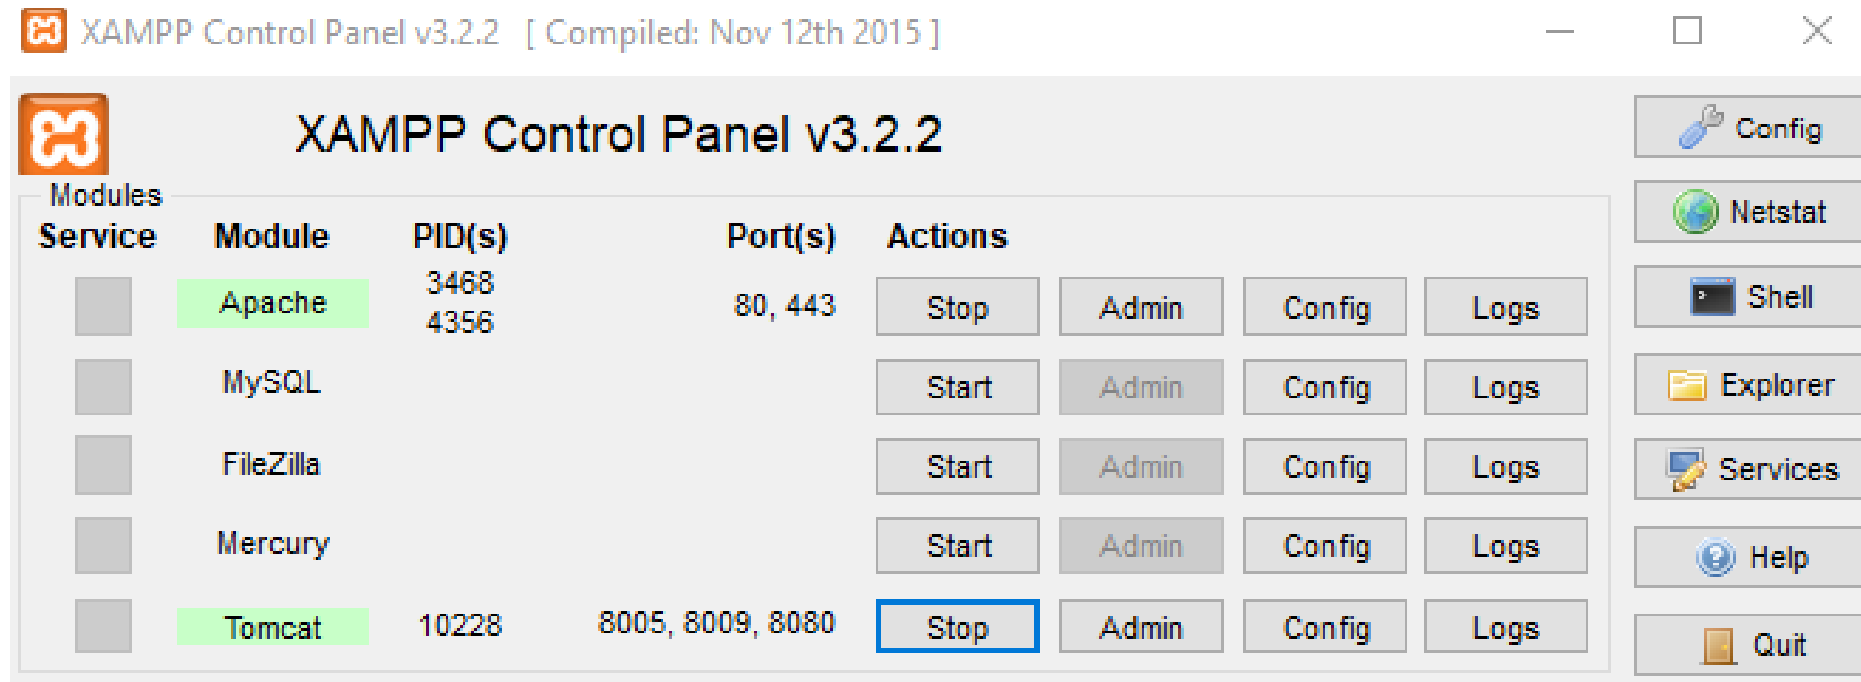 XAMPP Control Panel v3.2.2 [ Compiled: Nov 12th 2015 ]
XAMPP Control Panel v3.2.2
Config
Modules
Service Module PID(s) Port(s) Actions
Netstat
Apache 3468 4356 80, 443 Stop Admin Config Logs
Shell
MySQL Start Admin Config Logs
Explorer
FileZilla Start Admin Config Logs
Services
Mercury Start Admin Config Logs
Help
Tomcat 10228 8005, 8009, 8080 Stop Admin Config Logs
Quit